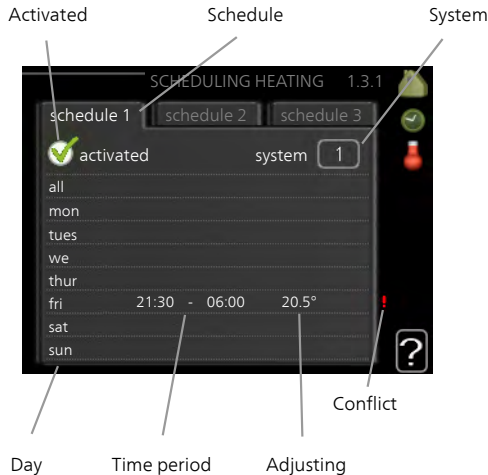 Activated Schedule System
SCHEDULING HEATING 1.3.1
schedule 1 schedule 2 schedule 3
activated system 1
all
mon
tues
we
thur
fri 21:30 - 06:00 20.5° !
sat
sun
?
Conflict
Day Time period Adjusting